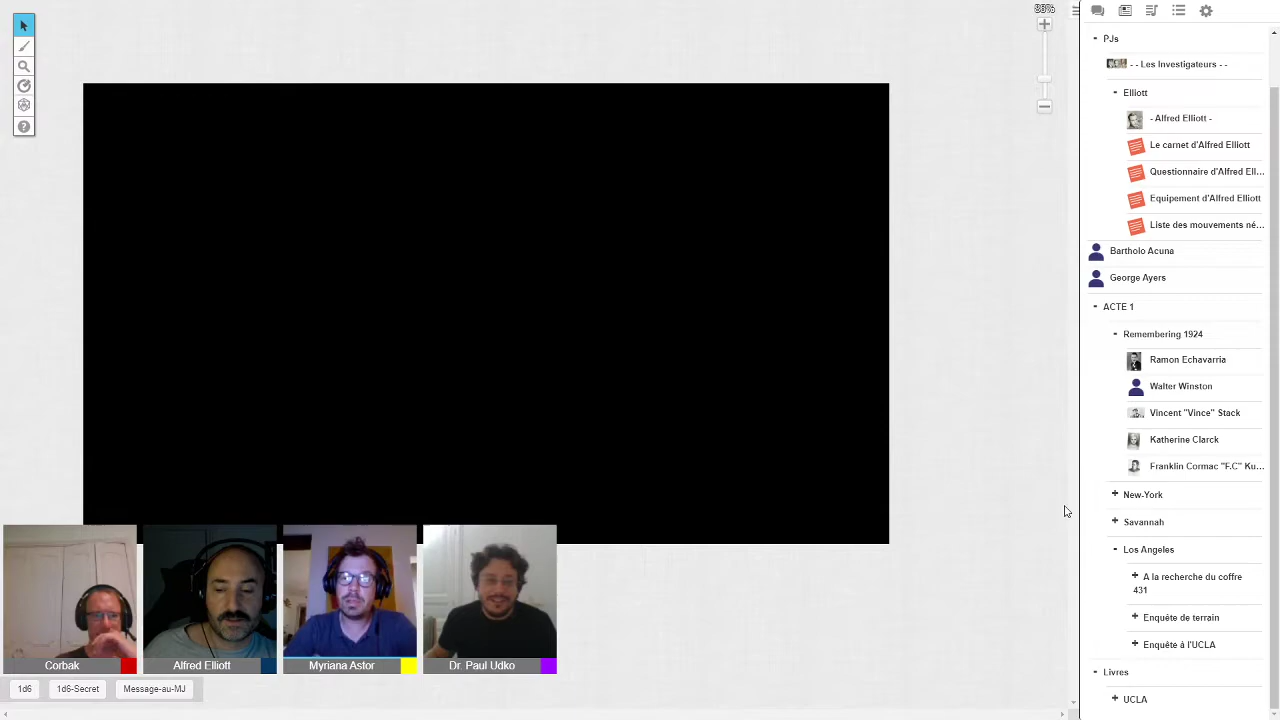 88%
PJs
- - Les Investigateurs - -
Elliott
- Alfred Elliott -
Le carnet d'Alfred Elliott
Questionnaire d'Alfred Ell...
Equipement d'Alfred Elliott
Liste des mouvements né...
Bartholo Acuna
George Ayers
ACTE 1
Remembering 1924
Ramon Echavarria
Walter Winston
Vincent "Vince" Stack
Katherine Clarck
Franklin Cormac "F.C" Ku...
New-York
Savannah
Los Angeles
A la recherche du coffre
431
Enquête de terrain
Enquête à l'UCLA
Livres
UCLA
Corbak
Alfred Elliott
Myriana Astor
Dr. Paul Udko
1d6
1d6-Secret
Message-au-MJ